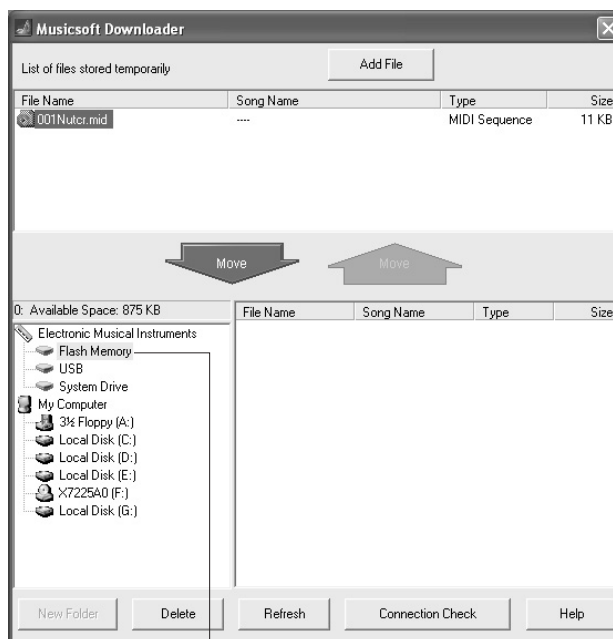 Musicsoft Downloader
List of files stored temporarily
Add File
File Name Song Name Type Size
001Nutcr.mid ---- MIDI Sequence 11 KB
Move Move
0: Available Space: 875 KB
File Name Song Name Type Size
Electronic Musical Instruments
Flash Memory
USB
System Drive
My Computer
3½ Floppy (A:)
Local Disk (C:)
Local Disk (D:)
Local Disk (E:)
X7225A0 (F:)
Local Disk (G:)
New Folder Delete Refresh Connection Check Help